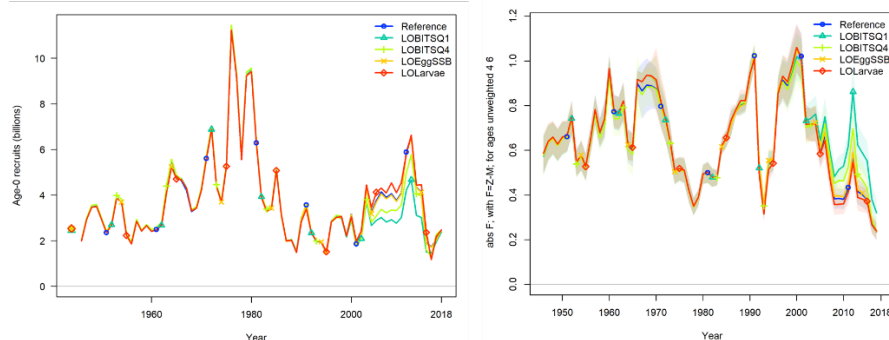 Reference
LOBITSQ1
LOBITSQ4
LOEggSSB
LOLarvae
Age-0 recruits (billions)
10
8
6
4
2
0
1960
1980
2000
2018
Year
Reference
LOBITSQ1
LOBITSQ4
LOEggSSB
LOLarvae
abs F; with F=Z-M; for ages unweighted 4 6
1.2
1.0
0.8
0.6
0.4
0.2
0.0
1950
1960
1970
1980
1990
2000
2010
2018
Year